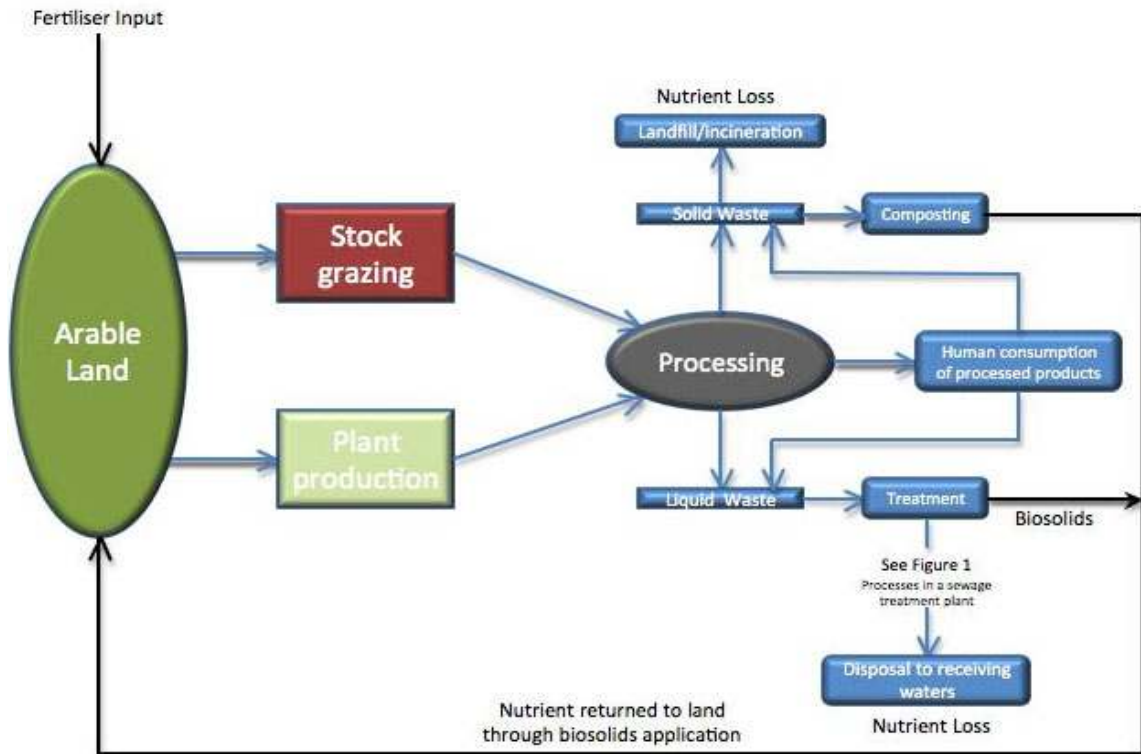 Fertiliser Input
Nutrient Loss
Landfill/incineration
Solid Waste
Composting
Stock
grazing
Arable
Land
Processing
Human consumption
of processed products
Plant
production
Liquid Waste
Treatment
Biosolids
See Figure 1
Processes in a sewage
treatment plant
Disposal to receiving
waters
Nutrient Loss
Nutrient returned to land
through biosolids application